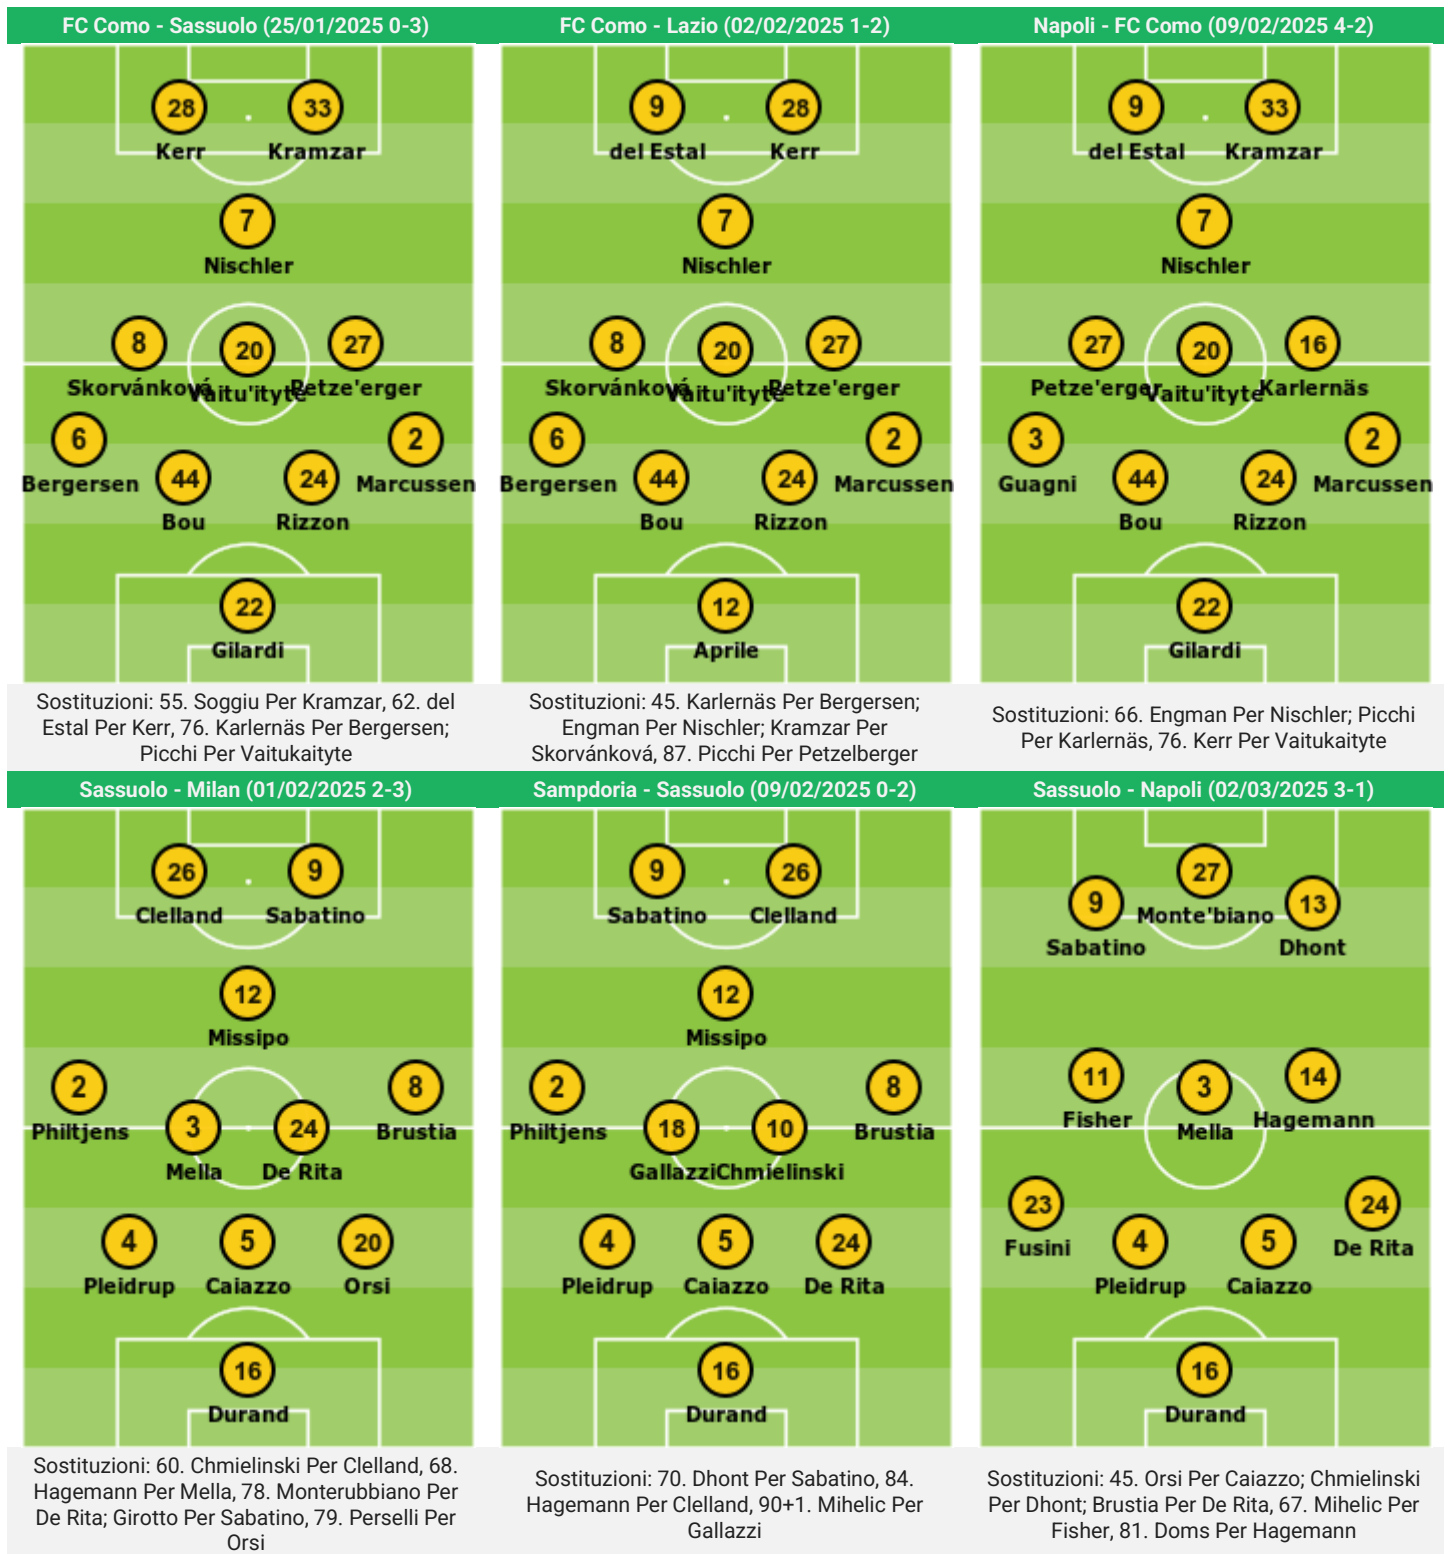 FC Como - Sassuolo (25/01/2025 0-3)
28 33
Kerr Kramzar
7
Nischler
8 20 27
Skorvánková Vaitu'ityte Petze'erger
6 2
44 24
Bergersen Marcussen
Bou Rizzon
22
Gilardi
Sostituzioni: 55. Soggiu Per Kramzar, 62. del
Estal Per Kerr, 76. Karlernäs Per Bergersen;
Picchi Per Vaitukaityte
FC Como - Lazio (02/02/2025 1-2)
9 28
del Estal Kerr
7
Nischler
8 20 27
Skorvánková Vaitu'ityte Petze'erger
6 2
44 24
Bergersen Marcussen
Bou Rizzon
12
Aprile
Sostituzioni: 45. Karlernäs Per Bergersen;
Engman Per Nischler; Kramzar Per
Skorvánková, 87. Picchi Per Petzelberger
Napoli - FC Como (09/02/2025 4-2)
9 33
del Estal Kramzar
7
Nischler
27 20 16
Petze'erger Vaitu'ityte Karlernäs
3 2
44 24
Guagni Marcussen
Bou Rizzon
22
Gilardi
Sostituzioni: 66. Engman Per Nischler; Picchi
Per Karlernäs, 76. Kerr Per Vaitukaityte
Sassuolo - Milan (01/02/2025 2-3)
26 9
Clelland Sabatino
12
Missipo
2 8
3 24
Philtjens Brustia
Mella De Rita
4 5 20
Pleidrup Caiazzo Orsi
16
Durand
Sostituzioni: 60. Chmielinski Per Clelland, 68.
Hagemann Per Mella, 78. Monterubbiano Per
De Rita; Girotto Per Sabatino, 79. Perselli Per
Orsi
Sampdoria - Sassuolo (09/02/2025 0-2)
9 26
Sabatino Clelland
12
Missipo
2 8
18 10
Philtjens Brustia
Gallazzi Chmielinski
4 5 24
Pleidrup Caiazzo De Rita
16
Durand
Sostituzioni: 70. Dhont Per Sabatino, 84.
Hagemann Per Clelland, 90+1. Mihelic Per
Gallazzi
Sassuolo - Napoli (02/03/2025 3-1)
27
9 13
Monte'biano
Sabatino Dhont
11 3 14
Fisher Mella Hagemann
23 24
4 5
Fusini De Rita
Pleidrup Caiazzo
16
Durand
Sostituzioni: 45. Orsi Per Caiazzo; Chmielinski
Per Dhont; Brustia Per De Rita, 67. Mihelic Per
Fisher, 81. Doms Per Hagemann